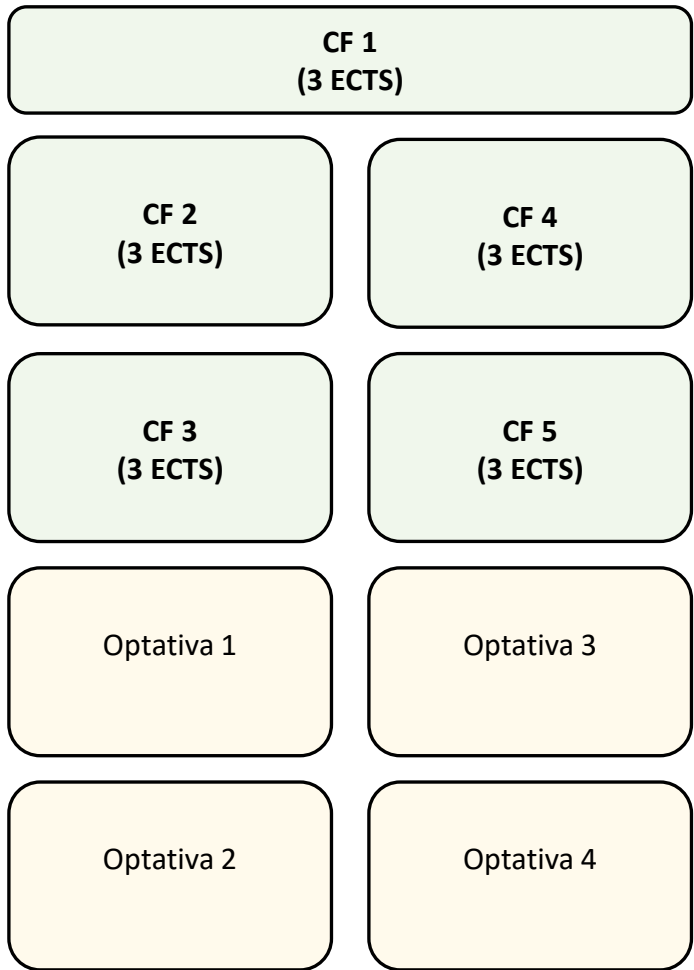 CF 1
(3 ECTS)
CF 2
(3 ECTS)
CF 4
(3 ECTS)
CF 3
(3 ECTS)
CF 5
(3 ECTS)
Optativa 1
Optativa 3
Optativa 2
Optativa 4